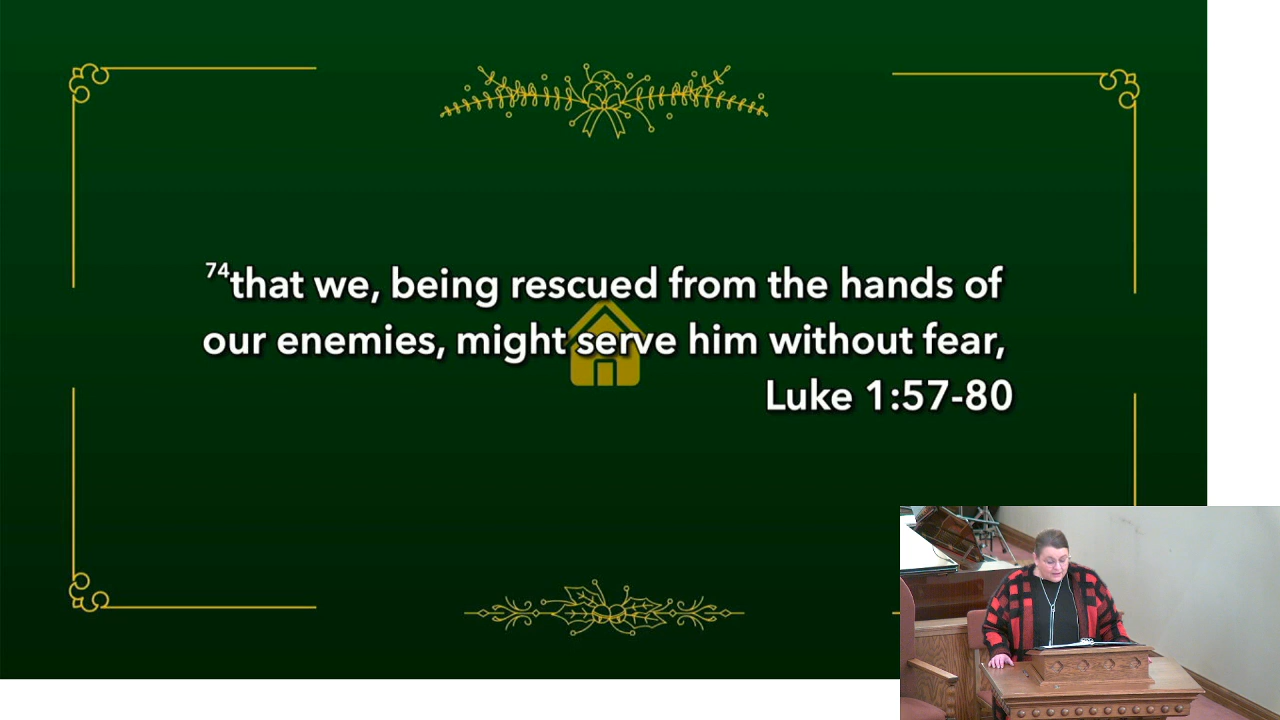 74that we, being rescued from the hands of
our enemies, might serve him without fear,
Luke 1:57-80